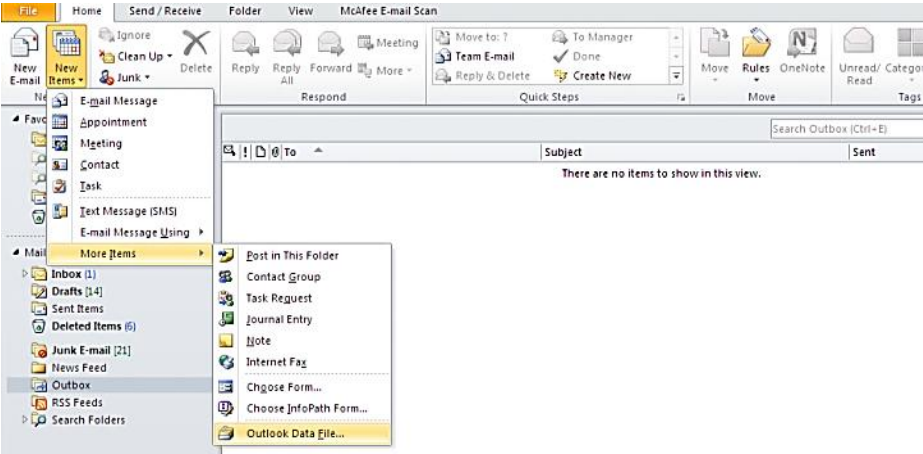 File Home Send / Receive Folder View McAfee E-mail Scan
New E-mail
New Items
Ignore
Clean Up
Junk
Delete
Reply
Reply All
Forward
Meeting
More
Respond
Move to: ?
Team E-mail
Reply & Delete
To Manager
Done
Create New
Quick Steps
Move
Rules
OneNote
Move
Unread/ Read
Tags
E-mail Message
Appointment
Meeting
Contact
Task
Text Message (SMS)
E-mail Message Using
More Items
Post in This Folder
Contact Group
Task Request
Journal Entry
Note
Internet Fax
Choose Form...
Choose InfoPath Form...
Outlook Data File...
Inbox (1)
Drafts [14]
Sent Items
Deleted Items (6)
Junk E-mail [21]
News Feed
Outbox
RSS Feeds
Search Folders
Search Outbox (Ctrl+E)
To Subject Sent
There are no items to show in this view.